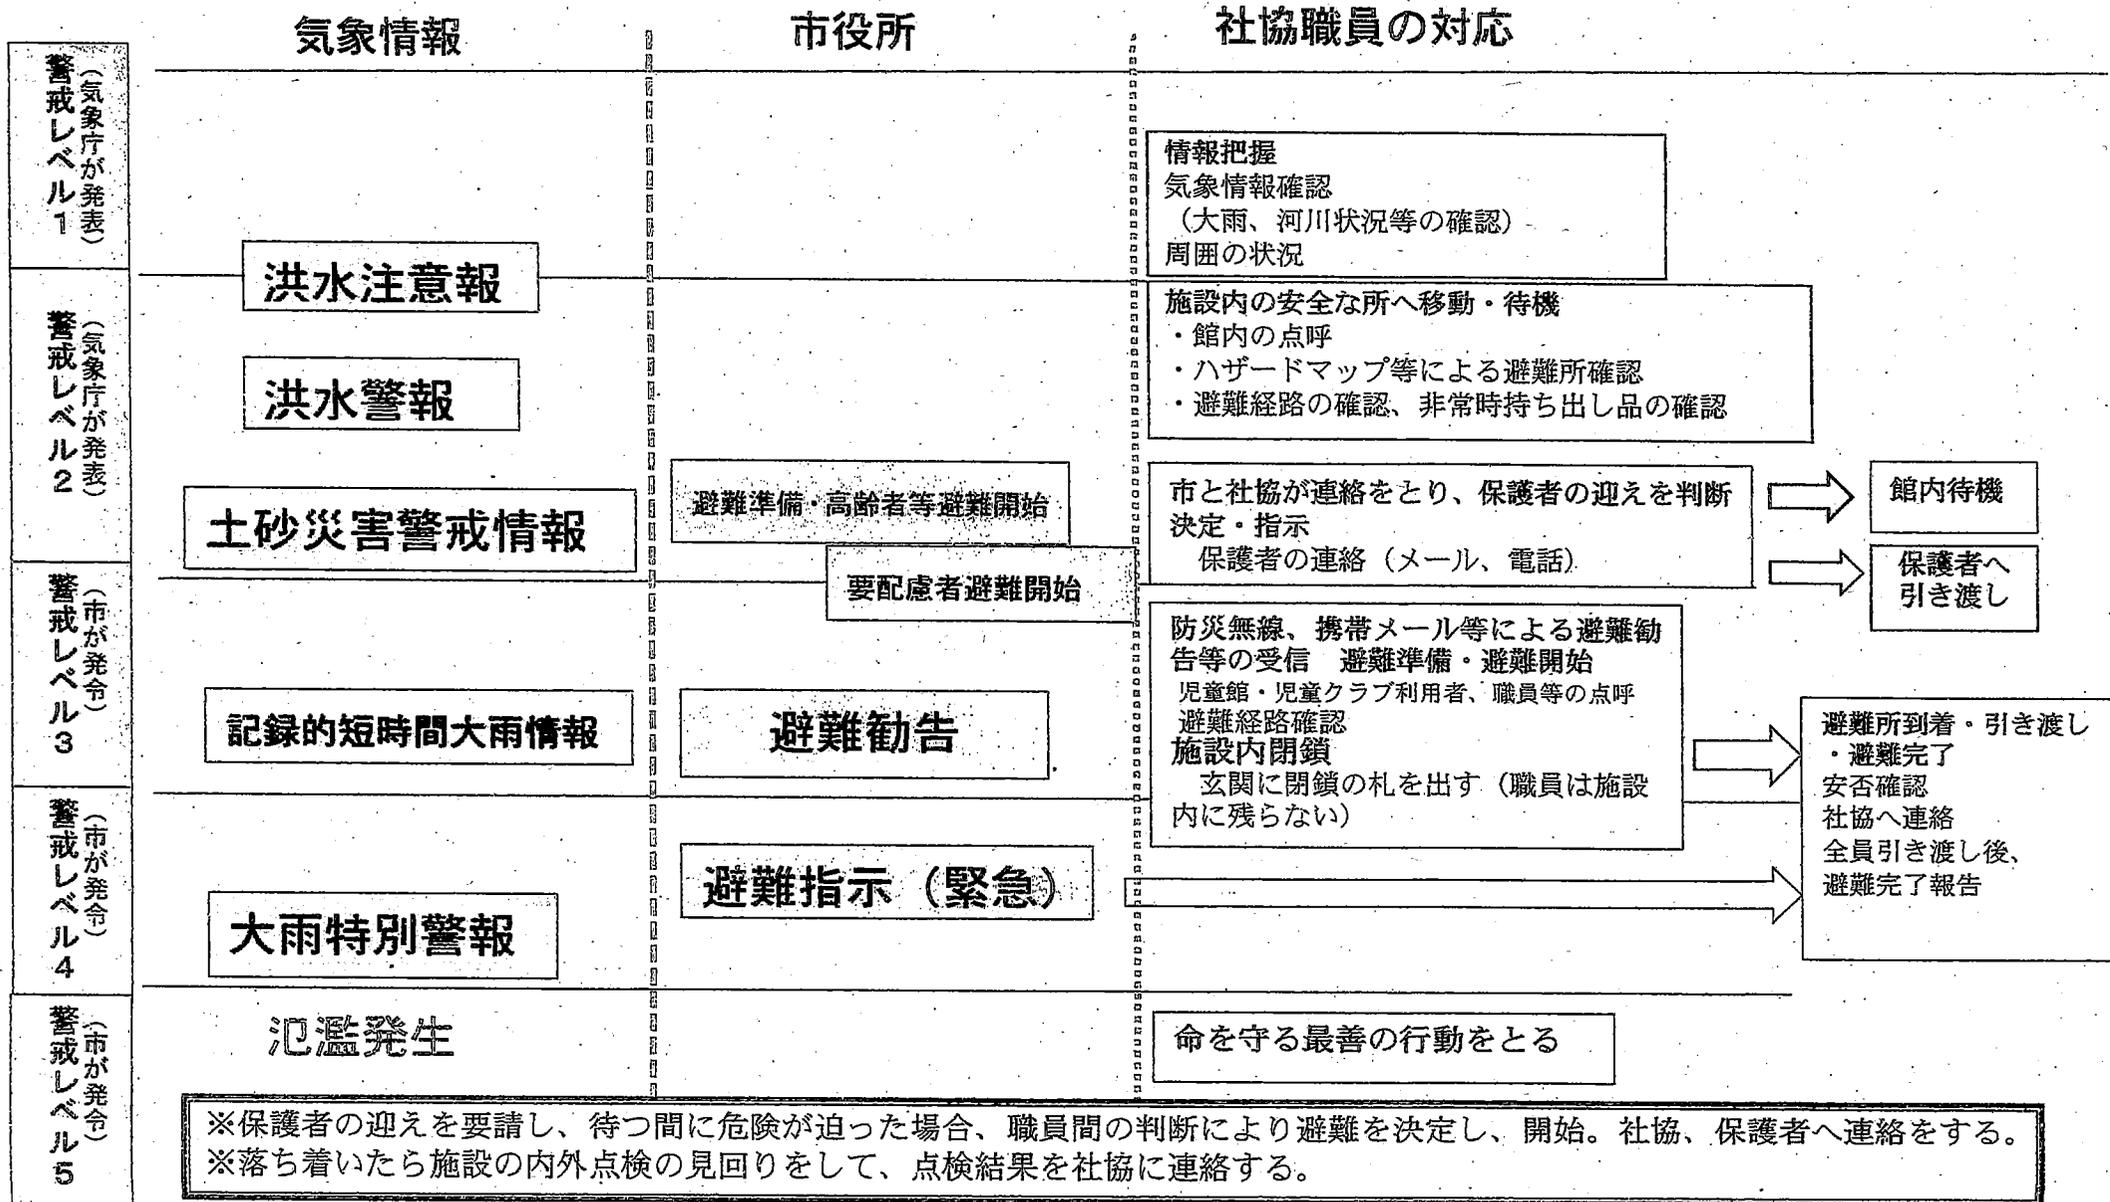 気象情報
市役所
社協職員の対応
警戒レベル1
（気象庁が発表）
情報把握
気象情報確認
（大雨、河川状況等の確認）
周囲の状況
洪水注意報
警戒レベル2
（気象庁が発表）
洪水警報
施設内の安全な所へ移動・待機
・館内の点呼
・ハザードマップ等による避難所確認
・避難経路の確認、非常時持ち出し品の確認
土砂災害警戒情報
避難準備・高齢者等避難開始
要配慮者避難開始
市と社協が連絡をとり、保護者の迎えを判断
決定・指示
保護者の連絡（メール、電話）
館内待機
保護者へ
引き渡し
警戒レベル3
（市が発令）
記録的短時間大雨情報
避難勧告
防災無線、携帯メール等による避難勧
告等の受信　避難準備・避難開始
児童館・児童クラブ利用者、職員等の点呼
避難経路確認
施設内閉鎖
玄関に閉鎖の札を出す（職員は施設
内に残らない）
避難所到着・引き渡し
・避難完了
安否確認
社協へ連絡
全員引き渡し後、
避難完了報告
警戒レベル4
（市が発令）
大雨特別警報
避難指示（緊急）
警戒レベル5
（市が発令）
氾濫発生
命を守る最善の行動をとる
※保護者の迎えを要請し、待つ間に危険が迫った場合、職員間の判断により避難を決定し、開始。社協、保護者へ連絡をする。
※落ち着いたら施設の内外点検の見回りをして、点検結果を社協に連絡する。